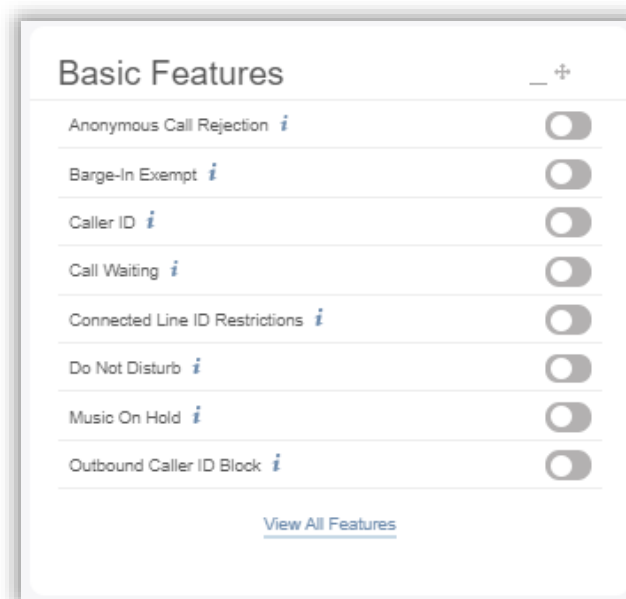 Basic Features
Anonymous Call Rejection i
Barge-In Exempt i
Caller ID i
Call Waiting i
Connected Line ID Restrictions i
Do Not Disturb i
Music On Hold i
Outbound Caller ID Block i
View All Features